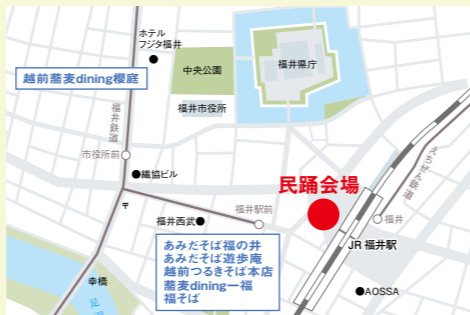 ホテル
フジタ福井
中央公園
福井県庁
越前蕎麦dining櫻庭
福井市役所
福井鉄道
市役所前
繊協ビル
〒
福井西武
福井駅前
民踊会場
えちぜん鉄道
福井
JR 福井駅
あみだそば福の井
あみだそば遊歩庵
越前つるきそば本店
蕎麦dining一福
福そば
幸橋
足羽川
AOSSA